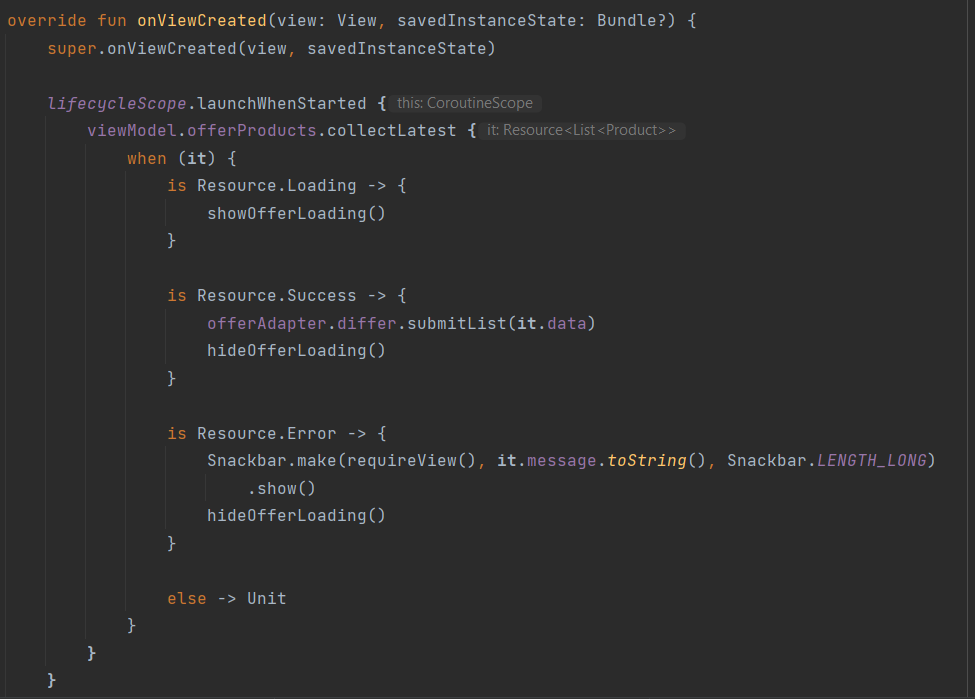 override fun onViewCreated(view: View, savedInstanceState: Bundle?) {
super.onViewCreated(view, savedInstanceState)
lifecycleScope.launchWhenStarted { this: CoroutineScope
viewModel.offerProducts.collectLatest { it: Resource<List<Product>>
when (it) {
is Resource.Loading -> {
showOfferLoading()
}
is Resource.Success -> {
offerAdapter.differ.submitList(it.data)
hideOfferLoading()
}
is Resource.Error -> {
Snackbar.make(requireView(), it.message.toString(), Snackbar.LENGTH_LONG)
.show()
hideOfferLoading()
}
else -> Unit
}
}
}